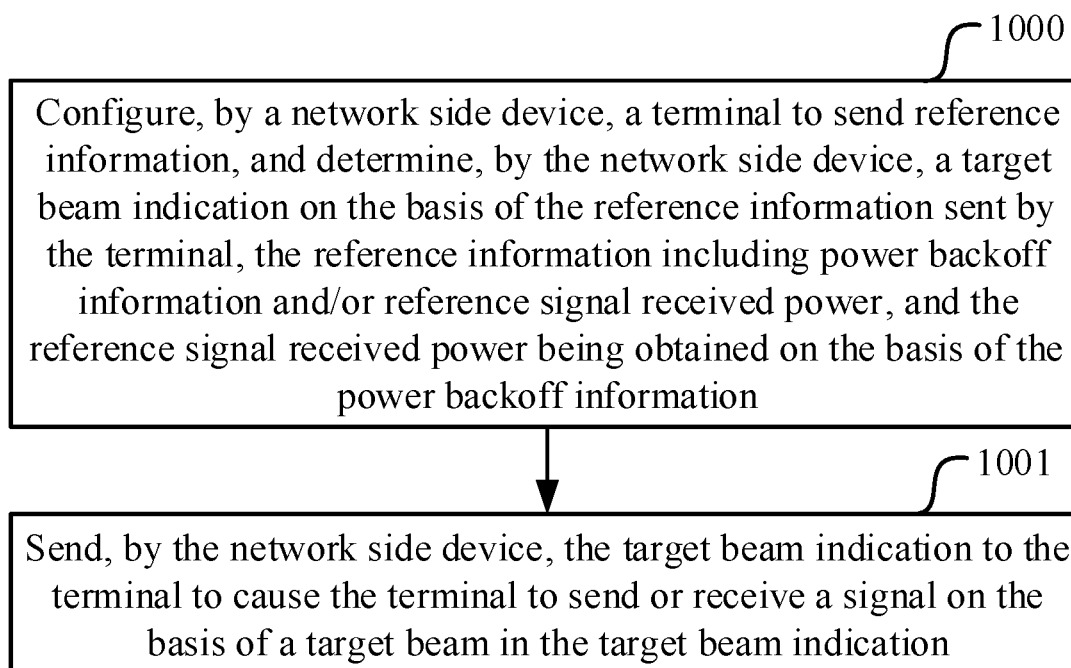 1000
Configure, by a network side device, a terminal to send reference
information, and determine, by the network side device, a target
beam indication on the basis of the reference information sent by
the terminal, the reference information including power backoff
information and/or reference signal received power, and the
reference signal received power being obtained on the basis of the
power backoff information
1001
Send, by the network side device, the target beam indication to the
terminal to cause the terminal to send or receive a signal on the
basis of a target beam in the target beam indication